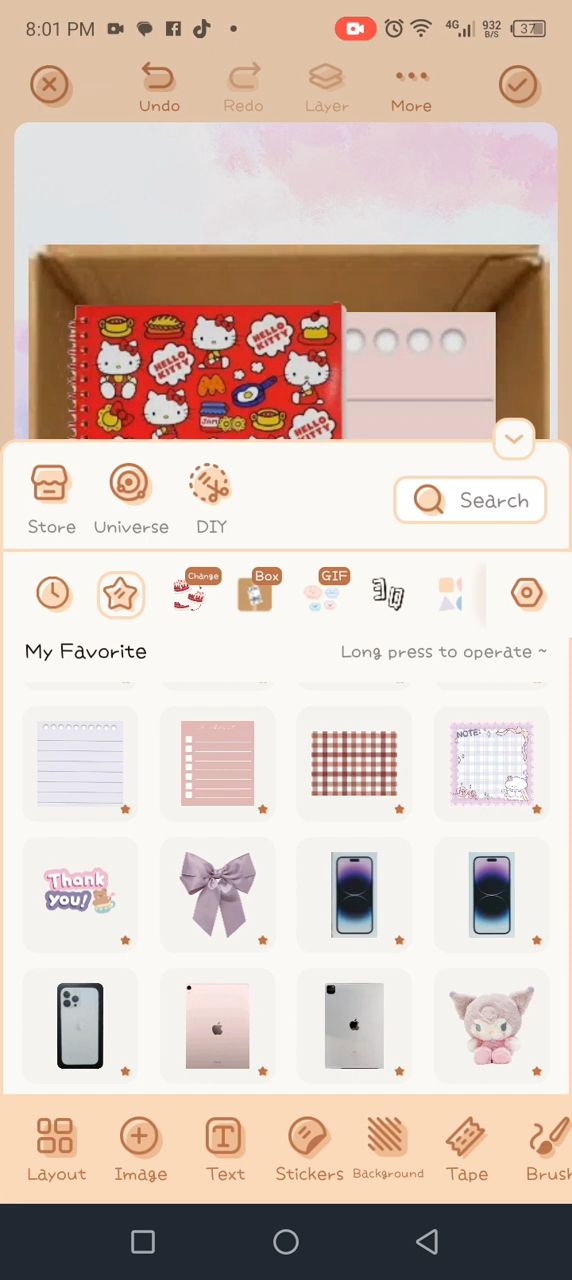 8:01 PM
4G
932
B/S
37
Undo
Redo
Layer
More
HELLO
KITTY
HELLO
KITTY
JAM
HELLO
KITTY
Store
Universe
DIY
Search
Change
Box
GIF
My Favorite
Long press to operate ~
NOTE:
Thank
you!
Layout
Image
Text
Stickers
Background
Tape
Brush